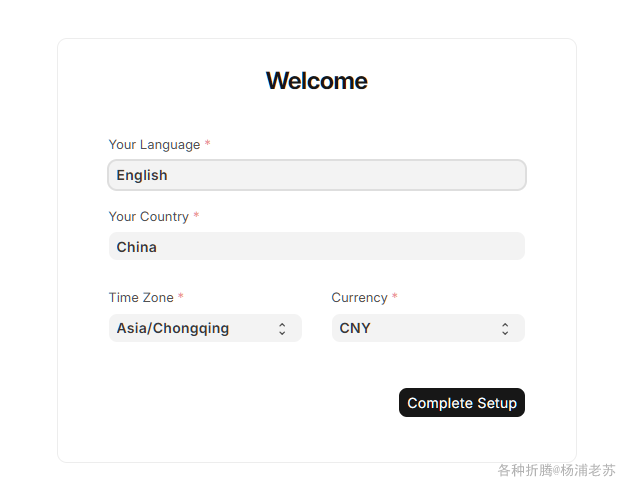 Welcome
Your Language *
English
Your Country *
China
Time Zone * Currency *
Asia/Chongqing CNY
Complete Setup
各种折腾@杨浦老苏